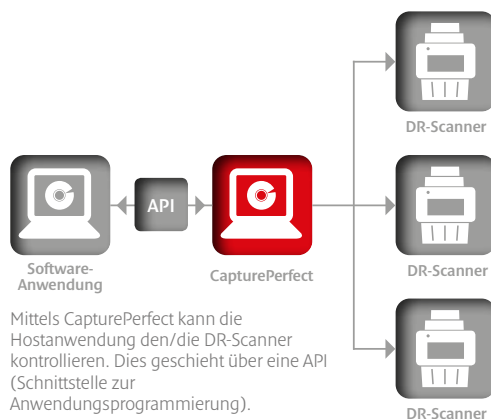 DR-Scanner
API
Software-
Anwendung
CapturePerfect
DR-Scanner
Mittels CapturePerfect kann die
Hostanwendung den/die DR-Scanner
kontrollieren. Dies geschieht über eine API
(Schnittstelle zur
Anwendungsprogrammierung).
DR-Scanner